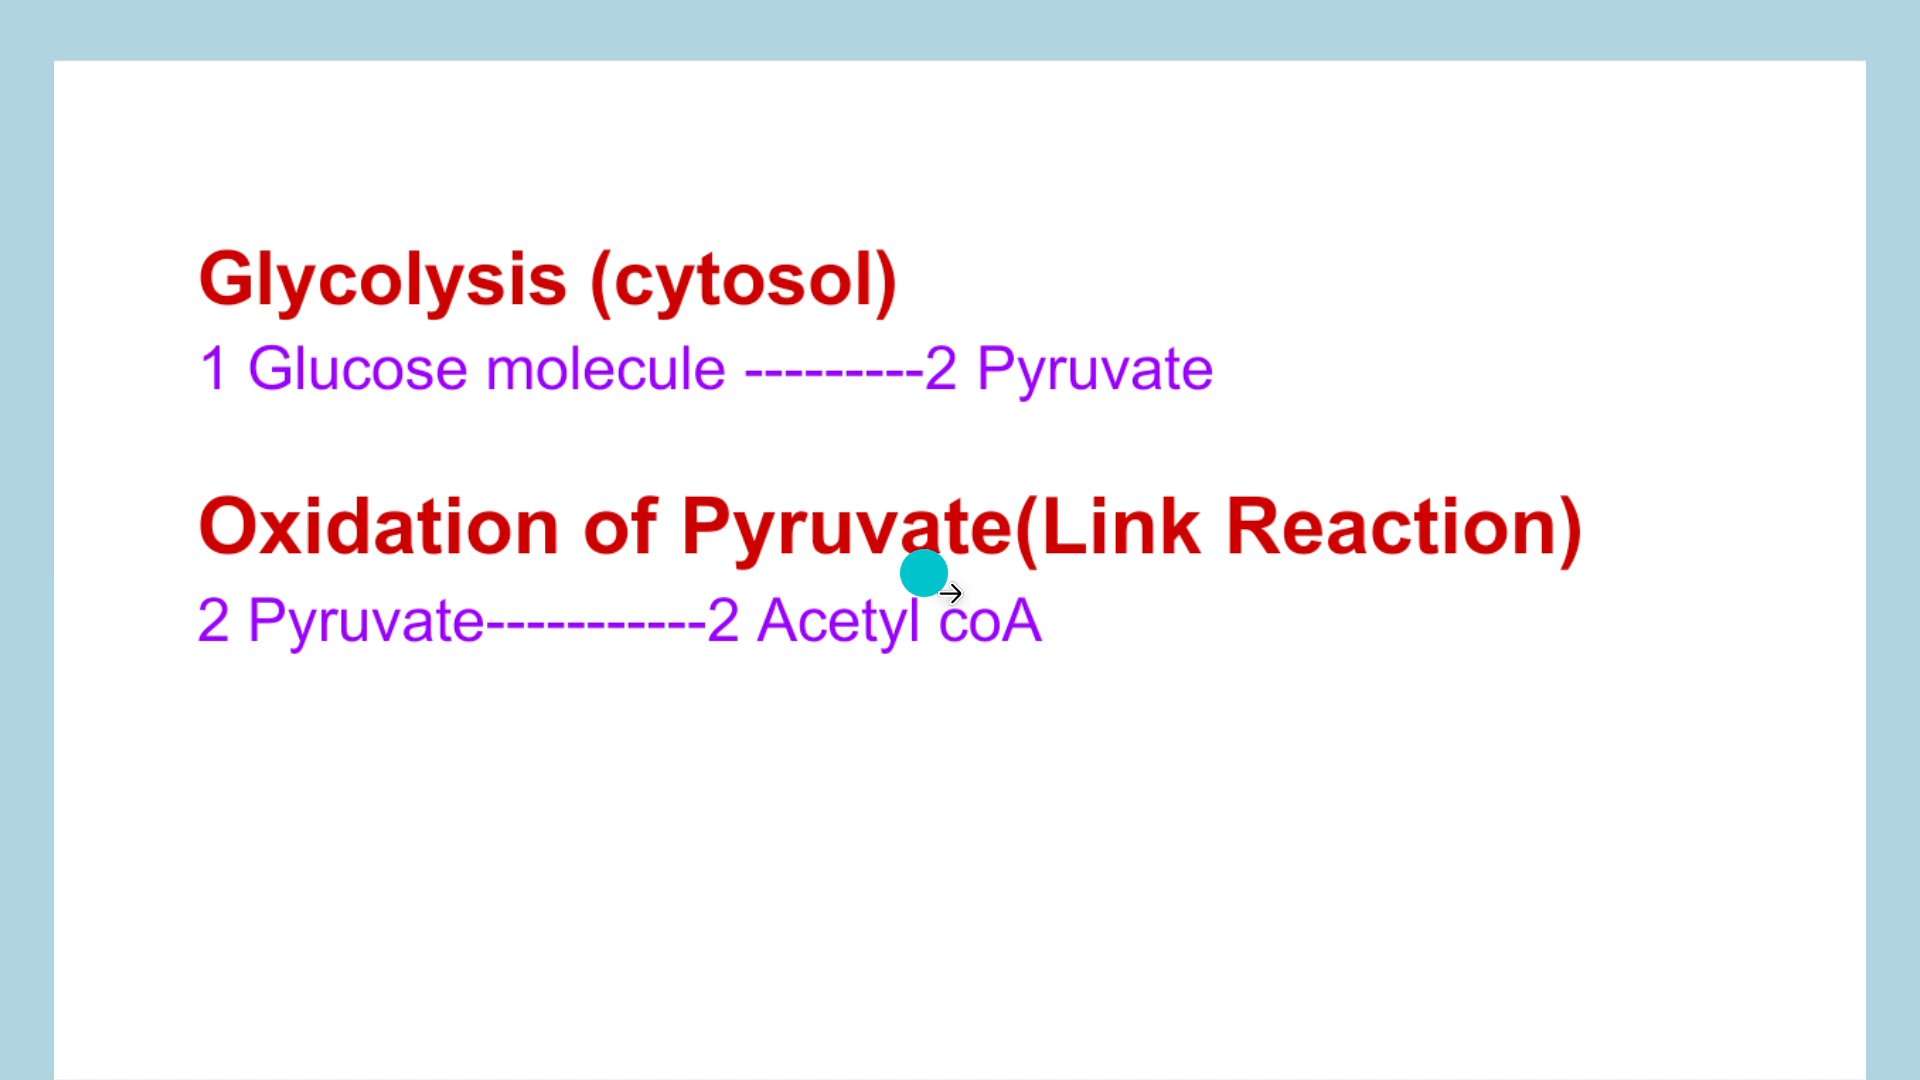 Glycolysis (cytosol)
1 Glucose molecule ---------2 Pyruvate
Oxidation of Pyruvate(Link Reaction)
2 Pyruvate-----------2 Acetyl coA